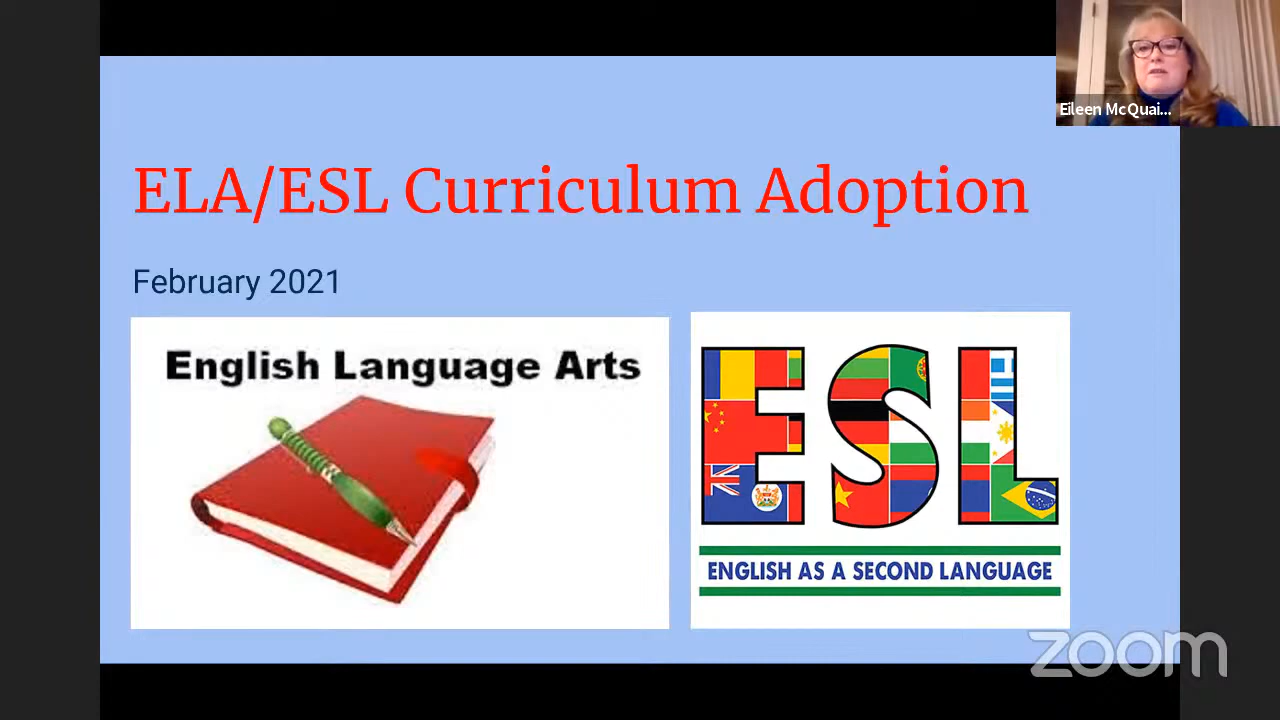 Eileen McQuai...
ELA/ESL Curriculum Adoption
February 2021
English Language Arts
ESL
ENGLISH AS A SECOND LANGUAGE
zoom